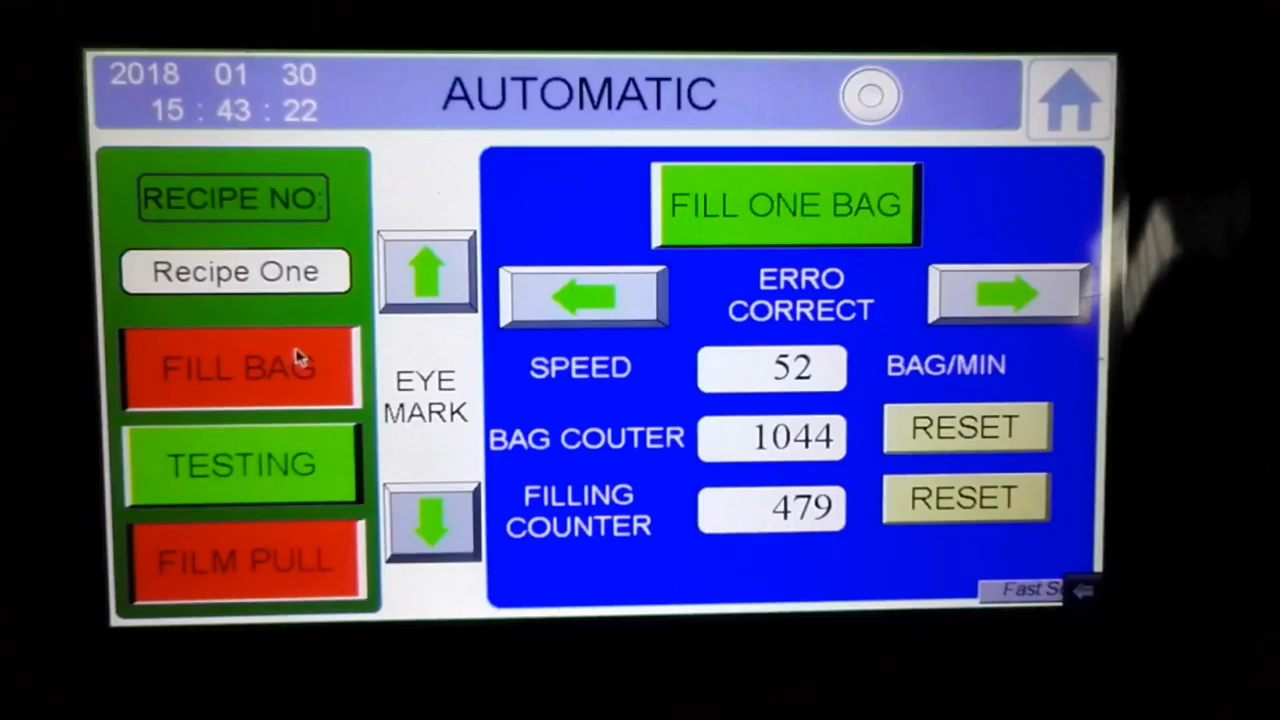 2018 01 30
15 : 43 : 22
AUTOMATIC
RECIPE NO:
Recipe One
FILL BAG
TESTING
FILM PULL
EYE
MARK
FILL ONE BAG
ERRO
CORRECT
SPEED 52 BAG/MIN
BAG COUTER 1044 RESET
FILLING
COUNTER 479 RESET
Fast